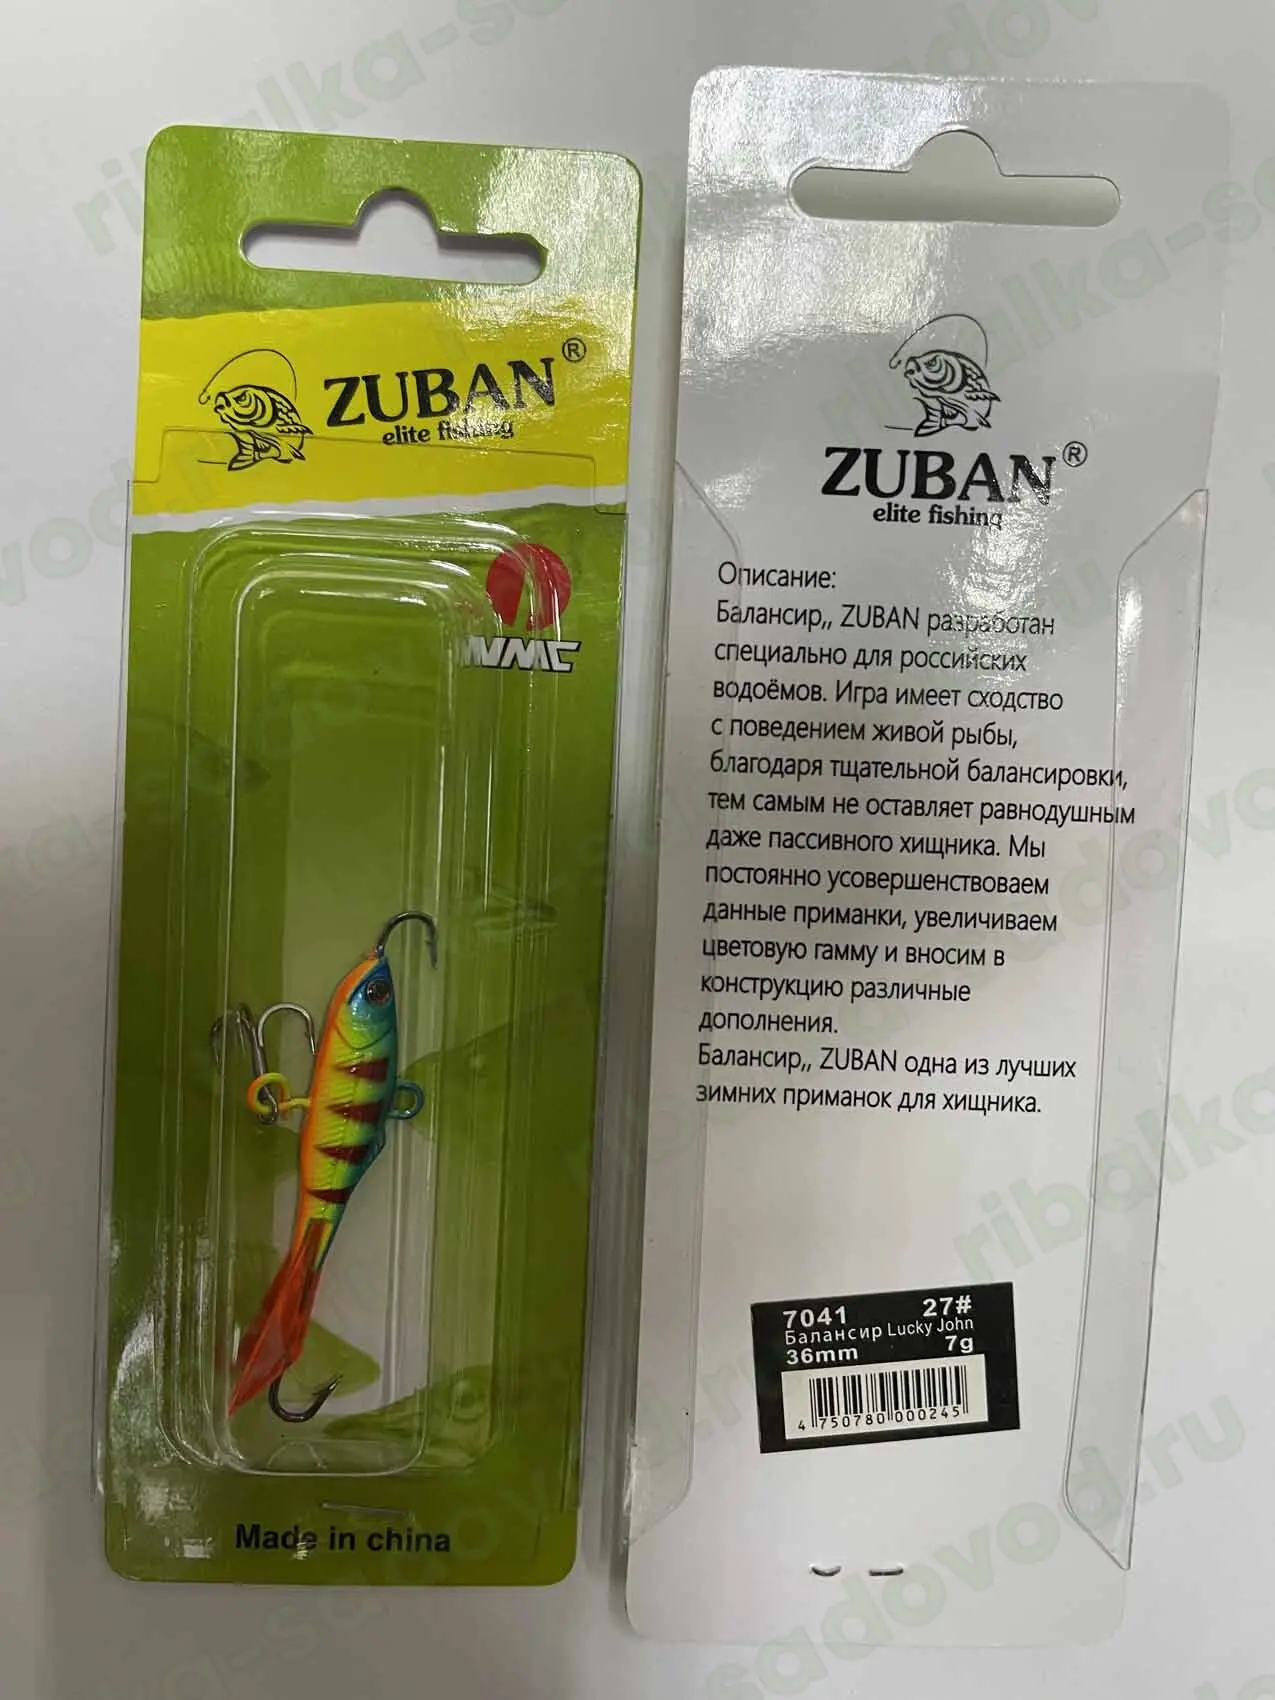 ZUBAN®
elite fishing
VMC
Made in china
ZUBAN®
elite fishing
Описание:
Балансир,, ZUBAN разработан
специально для российских
водоёмов. Игра имеет сходство
с поведением живой рыбы,
благодаря тщательной балансировки,
тем самым не оставляет равнодушным
даже пассивного хищника. Мы
постоянно усовершенствоваем
данные приманки, увеличиваем
цветовую гамму и вносим в
конструкцию различные
дополнения.
Балансир,, ZUBAN одна из лучших
зимних приманок для хищника.
7041 27#
Балансир Lucky John
36mm 7g
4 750780 000245
ribalka-sadovod.ru